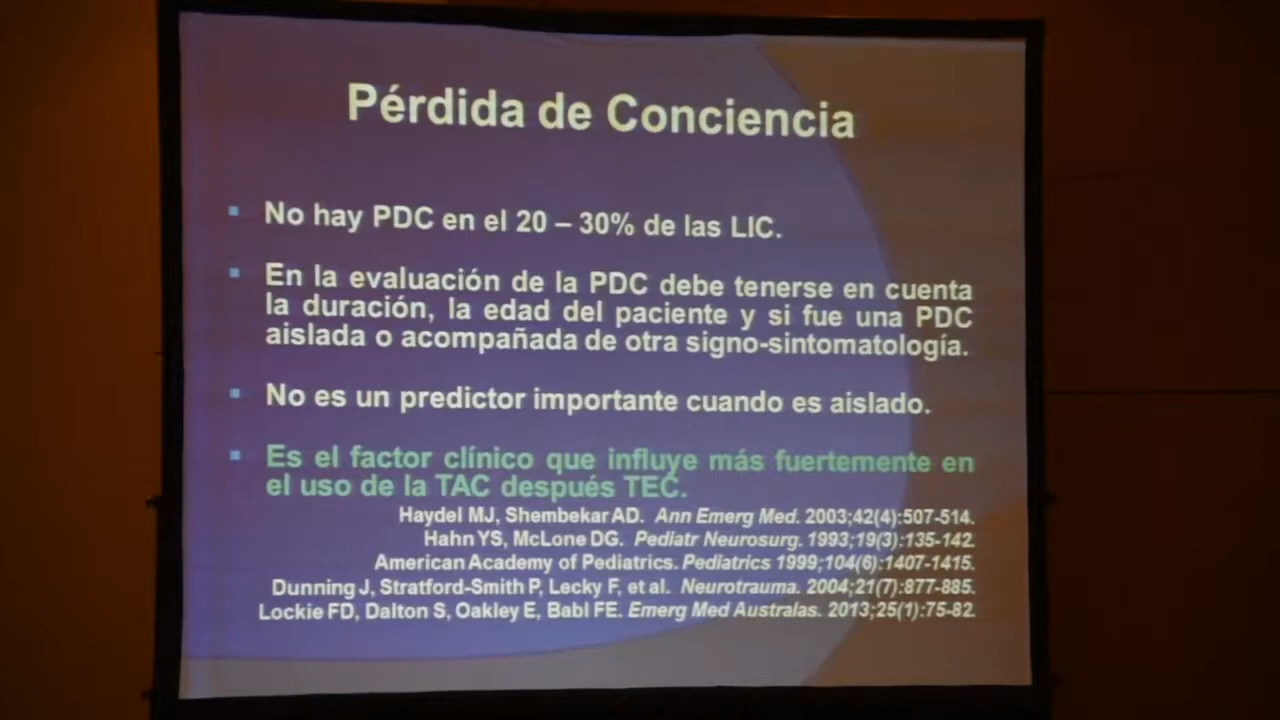 Pérdida de Conciencia
No hay PDC en el 20 – 30% de las LIC.
En la evaluación de la PDC debe tenerse en cuenta
la duración, la edad del paciente y si fue una PDC
aislada o acompañada de otra signo-sintomatología.
No es un predictor importante cuando es aislado.
Es el factor clínico que influye más fuertemente en
el uso de la TAC después TEC.
Haydel MJ, Shembekar AD. Ann Emerg Med. 2003;42(4):507-514.
Hahn YS, McLone DG. Pediatr Neurosurg. 1993;19(3):135-142.
American Academy of Pediatrics. Pediatrics 1999;104(6):1407-1415.
Dunning J, Stratford-Smith P, Lecky F, et al. Neurotrauma. 2004;21(7):877-885.
Lockie FD, Dalton S, Oakley E, Babl FE. Emerg Med Australas. 2013;25(1):75-82.